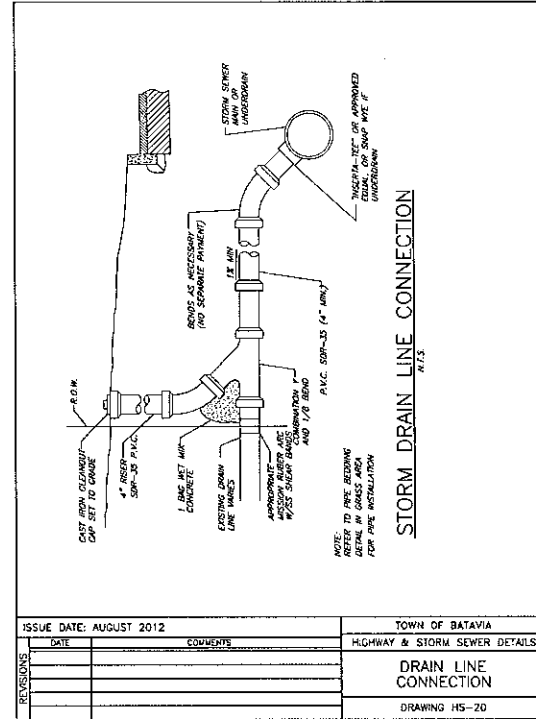 CAST IRON CLEANOUT
CAP SET TO GRADE
R.O.W.
4" RISER
SDR-35 P.V.C.
1 BAG WET MIX
CONCRETE
EXISTING DRAIN
LINE VARIES
APPROPRIATE
MISSION RUBBER ARC
W/SS SHEAR BANDS
COMBINATION Y
AND 1/8 BEND
BENDS AS NECESSARY
(NO SEPARATE PAYMENT)
1% MIN
P.V.C. SDR-35 (4" MIN.)
STORM SEWER
MAIN OR
UNDERDRAIN
"INSERTA-TEE" OR APPROVED
EQUAL, OR SNAP WYE IF
UNDERDRAIN
NOTE:
REFER TO PIPE BEDDING
DETAIL IN GRASS AREA
FOR PIPE INSTALLATION
STORM DRAIN LINE CONNECTION
N.T.S.
ISSUE DATE: AUGUST 2012
REVISIONS
DATE
COMMENTS
TOWN OF BATAVIA
HIGHWAY & STORM SEWER DETAILS
DRAIN LINE
CONNECTION
DRAWING HS-20